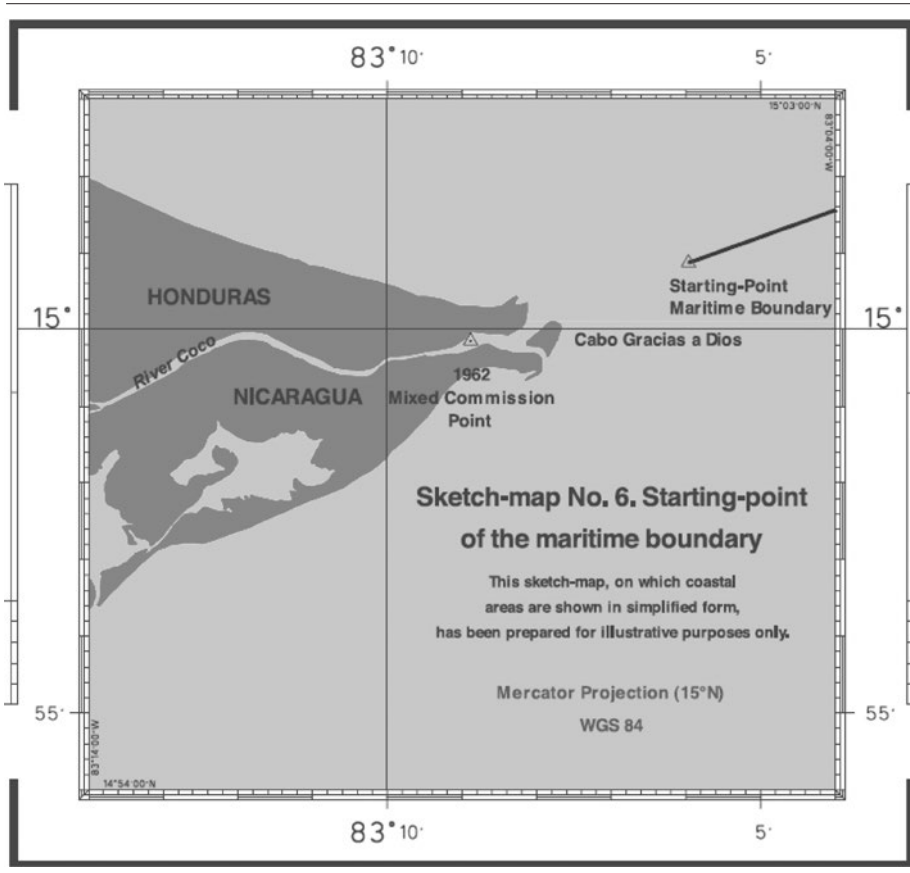 83° 10' 5'
15°03'00"N
83°04'00"W
HONDURAS
Starting-Point
Maritime Boundary
15° 15°
River Coco
Cabo Gracias a Dios
1962
NICARAGUA Mixed Commission
Point
Sketch-map No. 6. Starting-point
of the maritime boundary
This sketch-map, on which coastal
areas are shown in simplified form,
has been prepared for illustrative purposes only.
Mercator Projection (15°N)
WGS 84
55' 55'
83°14'00"W
14°54'00"N
83° 10' 5'